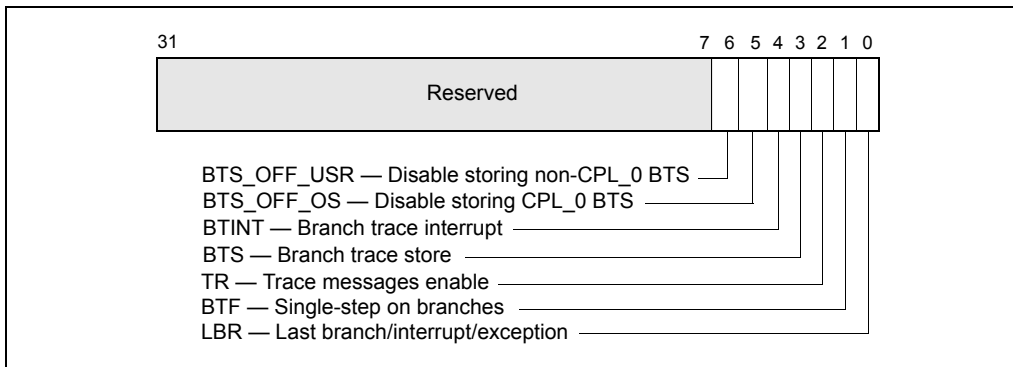 31 7 6 5 4 3 2 1 0
Reserved
BTS_OFF_USR — Disable storing non-CPL_0 BTS
BTS_OFF_OS — Disable storing CPL_0 BTS
BTINT — Branch trace interrupt
BTS — Branch trace store
TR — Trace messages enable
BTF — Single-step on branches
LBR — Last branch/interrupt/exception